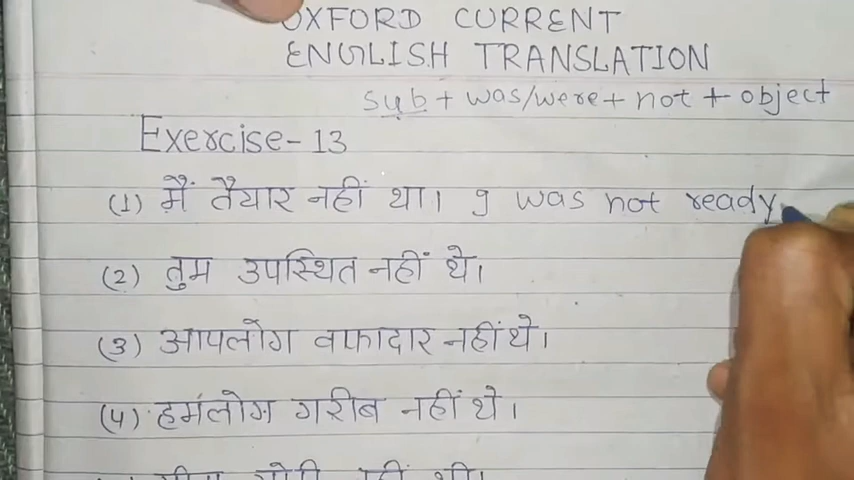 OXFORD CURRENT
ENGLISH TRANSLATION
sub + was/were + not + object
Exercise-13
(1) मैं तैयार नहीं था। I was not ready
(2) तुम उपस्थित नहीं थे।
(3) आपलोग वफादार नहीं थे।
(4) हमलोग गरीब नहीं थे।